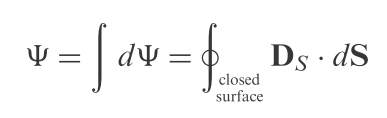 Ψ = ∫ dΨ = ∮_{closed surface} D_S · dS